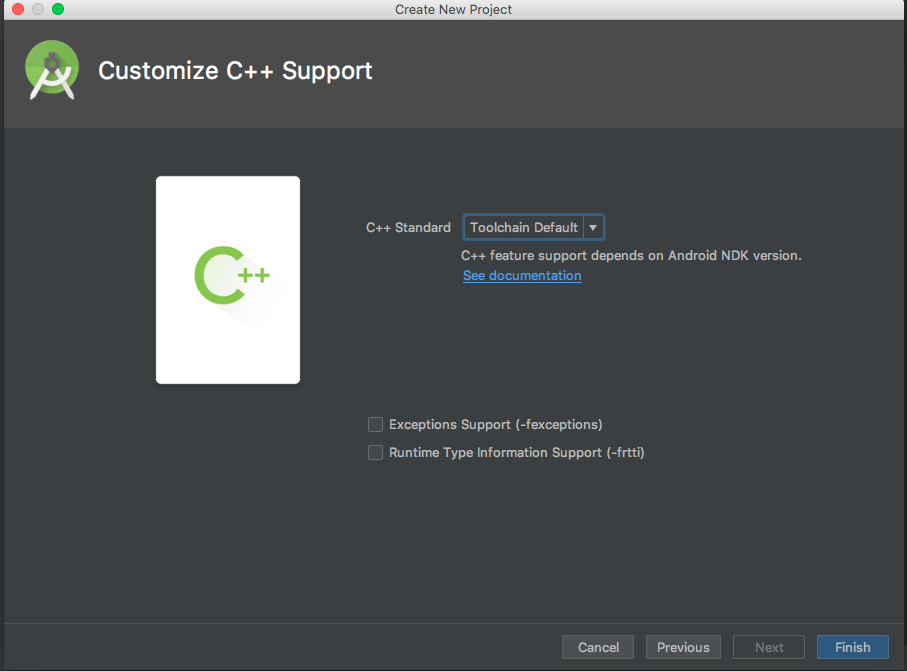 Create New Project
Customize C++ Support
C++
C++ Standard Toolchain Default
C++ feature support depends on Android NDK version.
See documentation
Exceptions Support (-fexceptions)
Runtime Type Information Support (-frtti)
Cancel Previous Next Finish